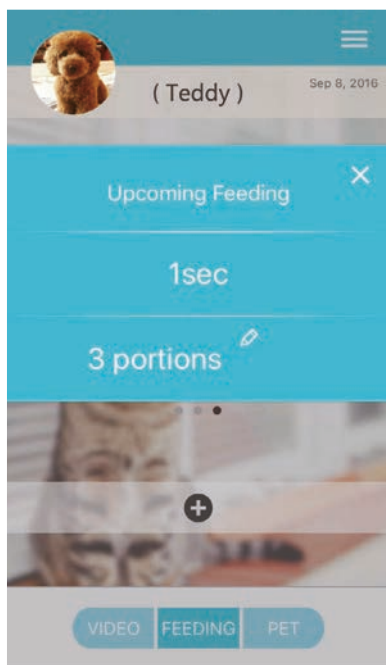 ( Teddy )
Sep 8, 2016
Upcoming Feeding
1sec
3 portions
VIDEO FEEDING PET